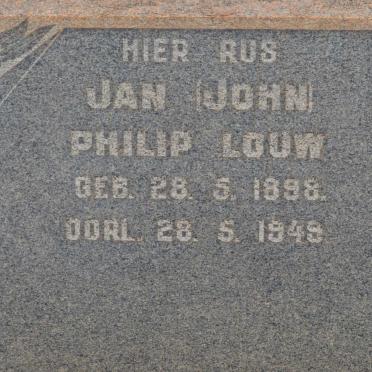 HIER RUS
JAN (JOHN)
PHILIP LOUW
GEB. 28. 5. 1898.
OORL. 28. 5. 1949